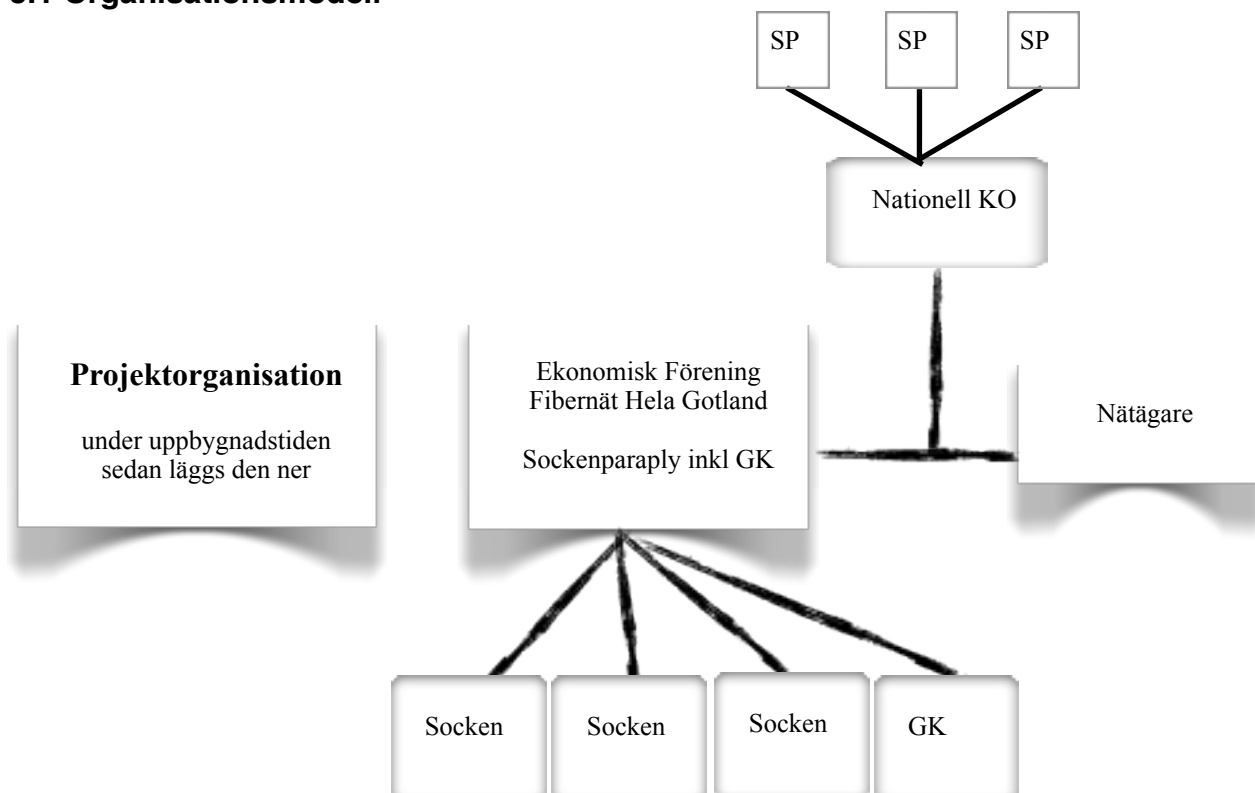 SP
SP
SP
Nationell KO
Projektorganisation
under uppbygnadstiden
sedan läggs den ner
Ekonomisk Förening
Fibernät Hela Gotland
Sockenparaply inkl GK
Nätägare
Socken
Socken
Socken
GK